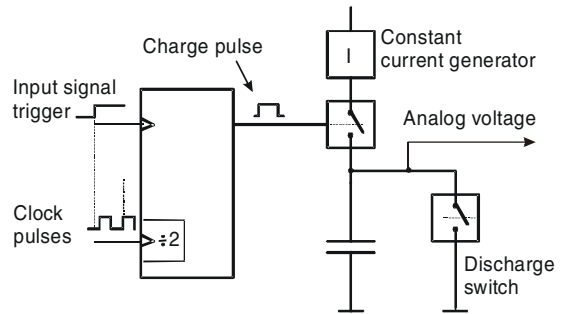 Charge pulse
Constant
current generator
I
Input signal
trigger
Analog voltage
Clock
pulses
÷2
Discharge
switch